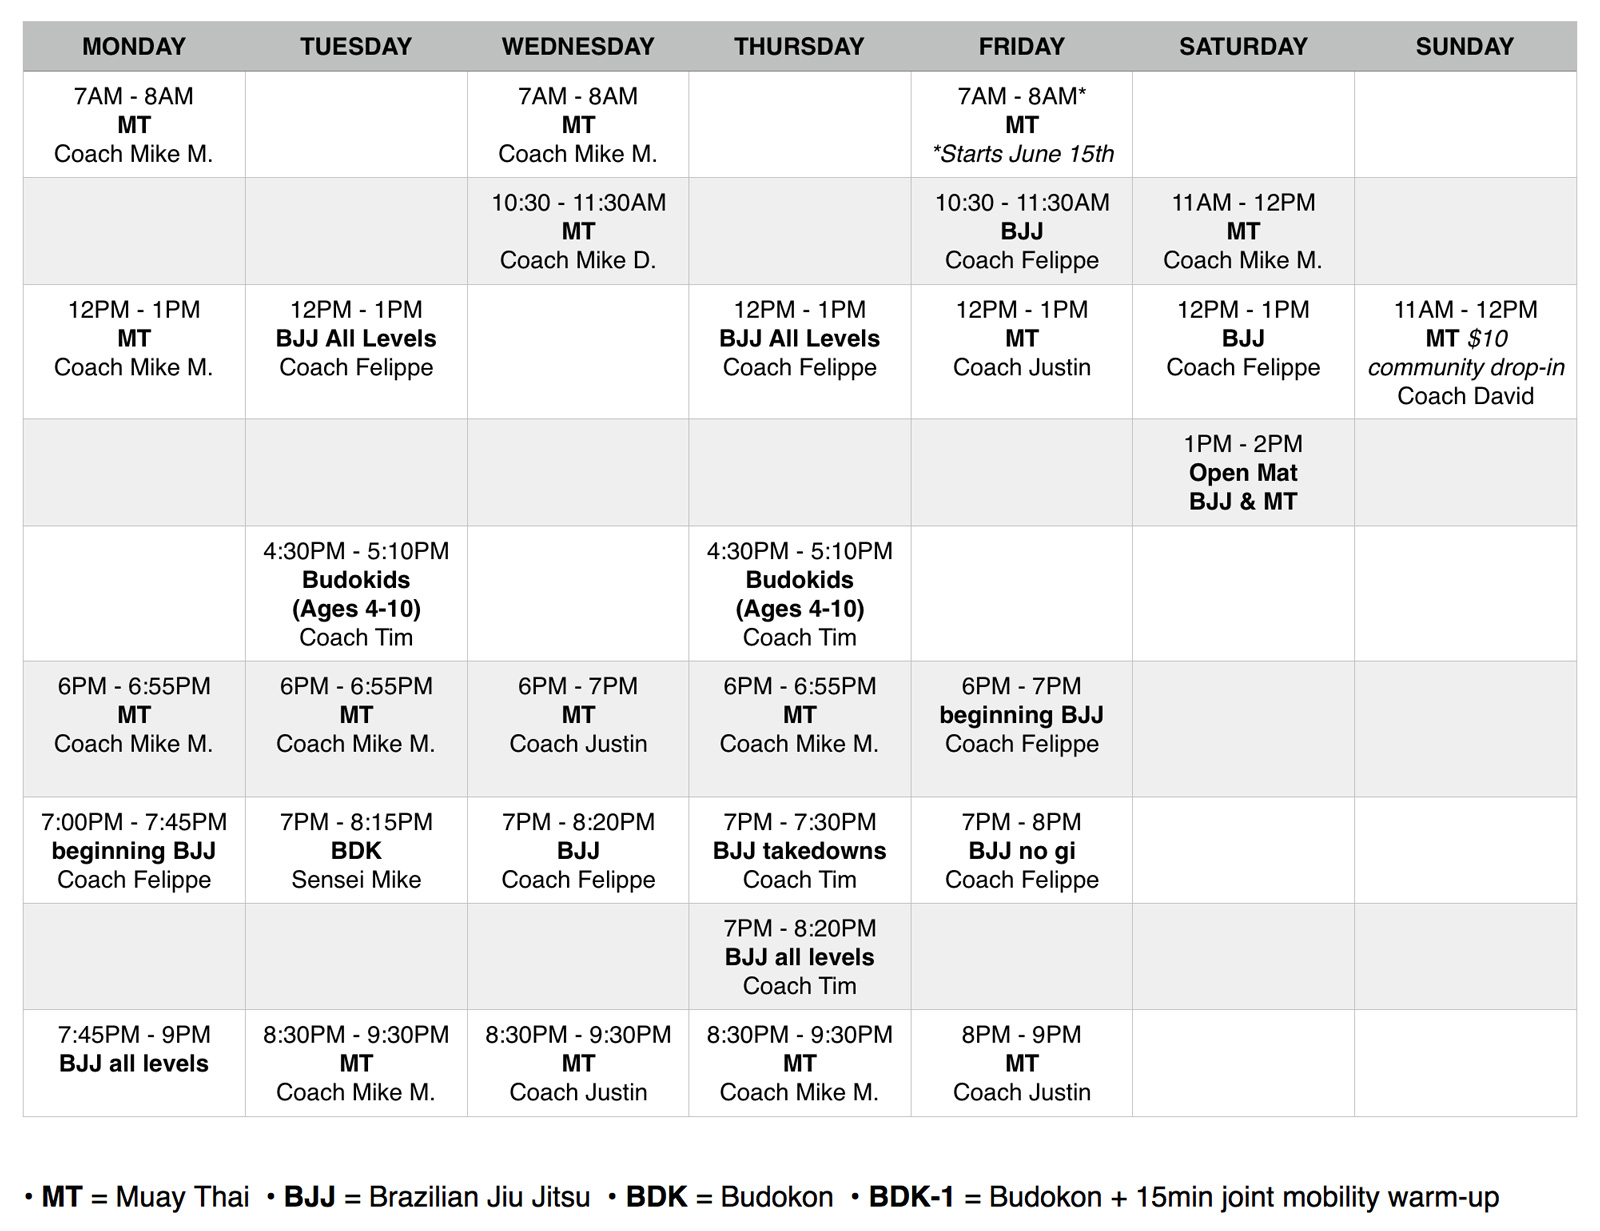 MONDAY TUESDAY WEDNESDAY THURSDAY FRIDAY SATURDAY SUNDAY
7AM - 8AM
MT
Coach Mike M.
7AM - 8AM
MT
Coach Mike M.
7AM - 8AM*
MT
*Starts June 15th
10:30 - 11:30AM
MT
Coach Mike D.
10:30 - 11:30AM
BJJ
Coach Felippe
11AM - 12PM
MT
Coach Mike M.
12PM - 1PM
MT
Coach Mike M.
12PM - 1PM
BJJ All Levels
Coach Felippe
12PM - 1PM
BJJ All Levels
Coach Felippe
12PM - 1PM
MT
Coach Justin
12PM - 1PM
BJJ
Coach Felippe
11AM - 12PM
MT $10
community drop-in
Coach David
1PM - 2PM
Open Mat
BJJ & MT
4:30PM - 5:10PM
Budokids
(Ages 4-10)
Coach Tim
4:30PM - 5:10PM
Budokids
(Ages 4-10)
Coach Tim
6PM - 6:55PM
MT
Coach Mike M.
6PM - 6:55PM
MT
Coach Mike M.
6PM - 7PM
MT
Coach Justin
6PM - 6:55PM
MT
Coach Mike M.
6PM - 7PM
beginning BJJ
Coach Felippe
7:00PM - 7:45PM
beginning BJJ
Coach Felippe
7PM - 8:15PM
BDK
Sensei Mike
7PM - 8:20PM
BJJ
Coach Felippe
7PM - 7:30PM
BJJ takedowns
Coach Tim
7PM - 8PM
BJJ no gi
Coach Felippe
7PM - 8:20PM
BJJ all levels
Coach Tim
7:45PM - 9PM
BJJ all levels
8:30PM - 9:30PM
MT
Coach Mike M.
8:30PM - 9:30PM
MT
Coach Justin
8:30PM - 9:30PM
MT
Coach Mike M.
8PM - 9PM
MT
Coach Justin
• MT = Muay Thai • BJJ = Brazilian Jiu Jitsu • BDK = Budokon • BDK-1 = Budokon + 15min joint mobility warm-up